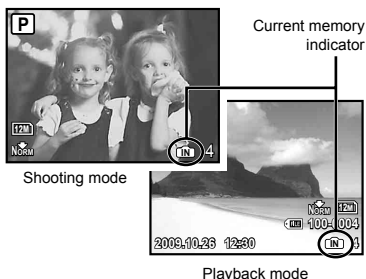 P
Current memory
indicator
12M
NORM
IN 4
Shooting mode
NORM 12M
100-0004
2009.10.26 12:30
IN 4
Playback mode